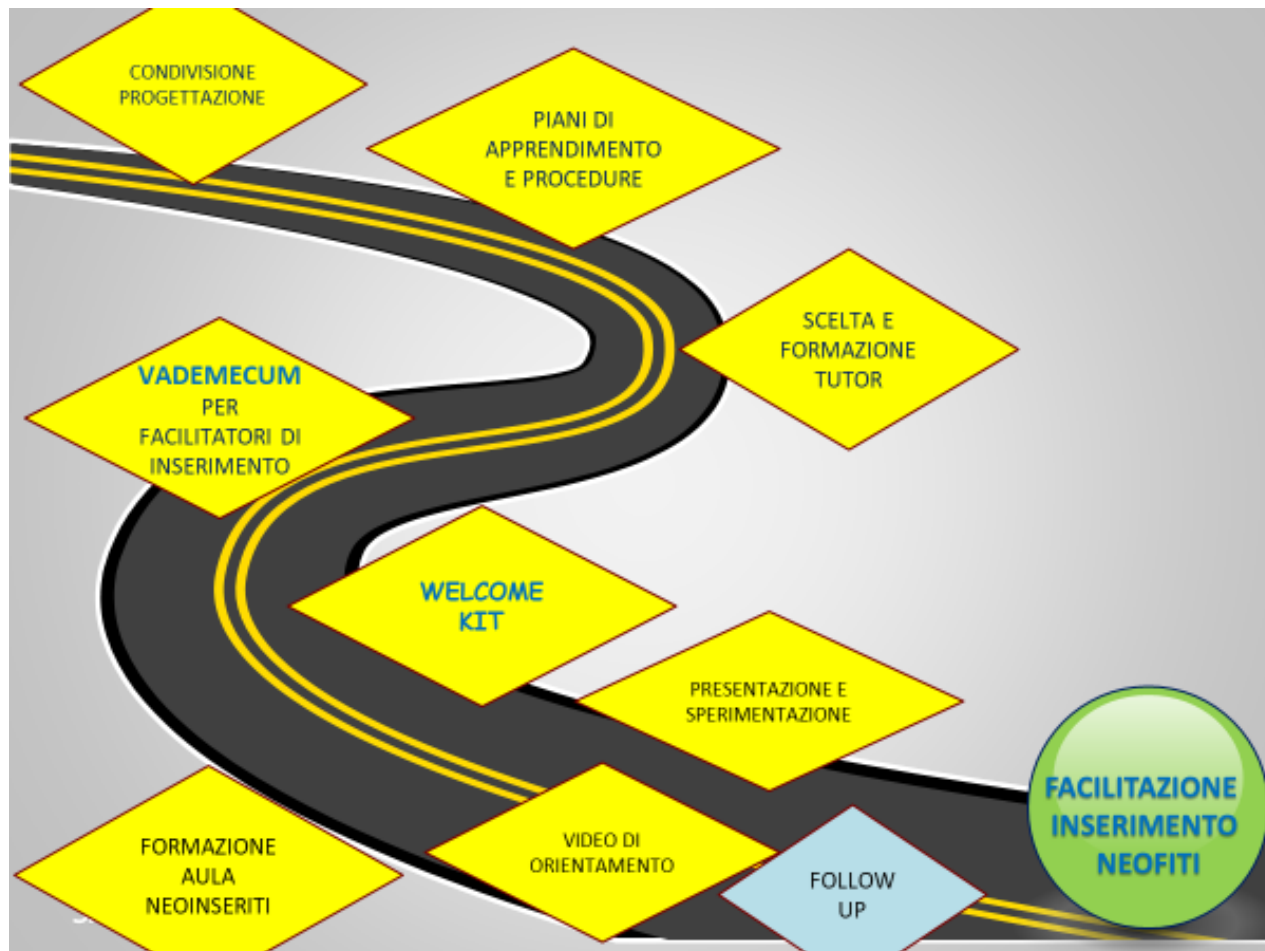 CONDIVISIONE
PROGETTAZIONE
PIANI DI
APPRENDIMENTO
E PROCEDURE
SCELTA E
FORMAZIONE
TUTOR
VADEMECUM
PER
FACILITATORI DI
INSERIMENTO
WELCOME
KIT
PRESENTAZIONE E
SPERIMENTAZIONE
FACILITAZIONE
INSERIMENTO
NEOFITI
FORMAZIONE
AULA
NEOINSERITI
VIDEO DI
ORIENTAMENTO
FOLLOW
UP